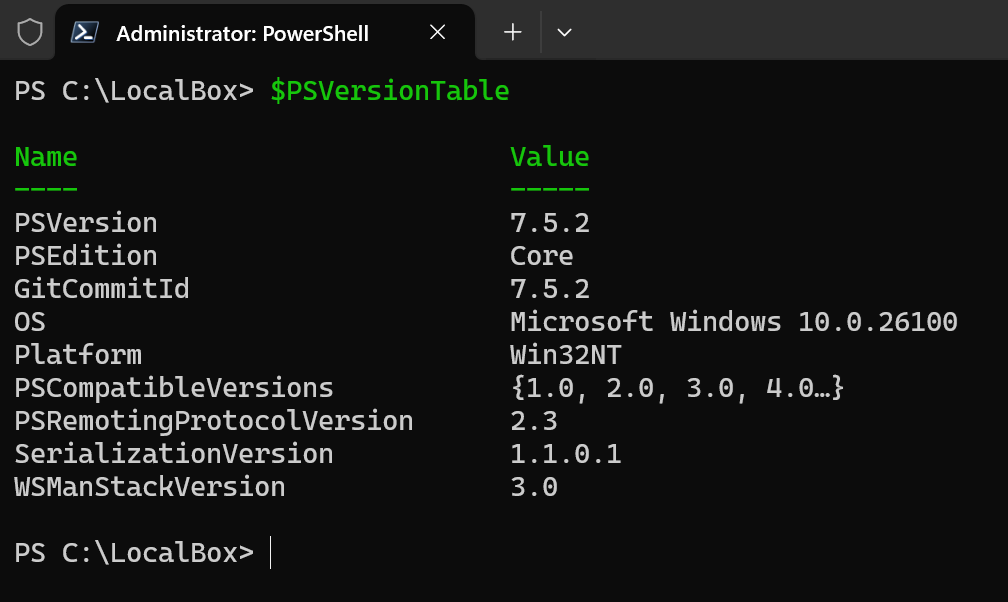 Administrator: PowerShell
PS C:\LocalBox> $PSVersionTable
Name Value
---- -----
PSVersion 7.5.2
PSEdition Core
GitCommitId 7.5.2
OS Microsoft Windows 10.0.26100
Platform Win32NT
PSCompatibleVersions {1.0, 2.0, 3.0, 4.0…}
PSRemotingProtocolVersion 2.3
SerializationVersion 1.1.0.1
WSManStackVersion 3.0
PS C:\LocalBox>